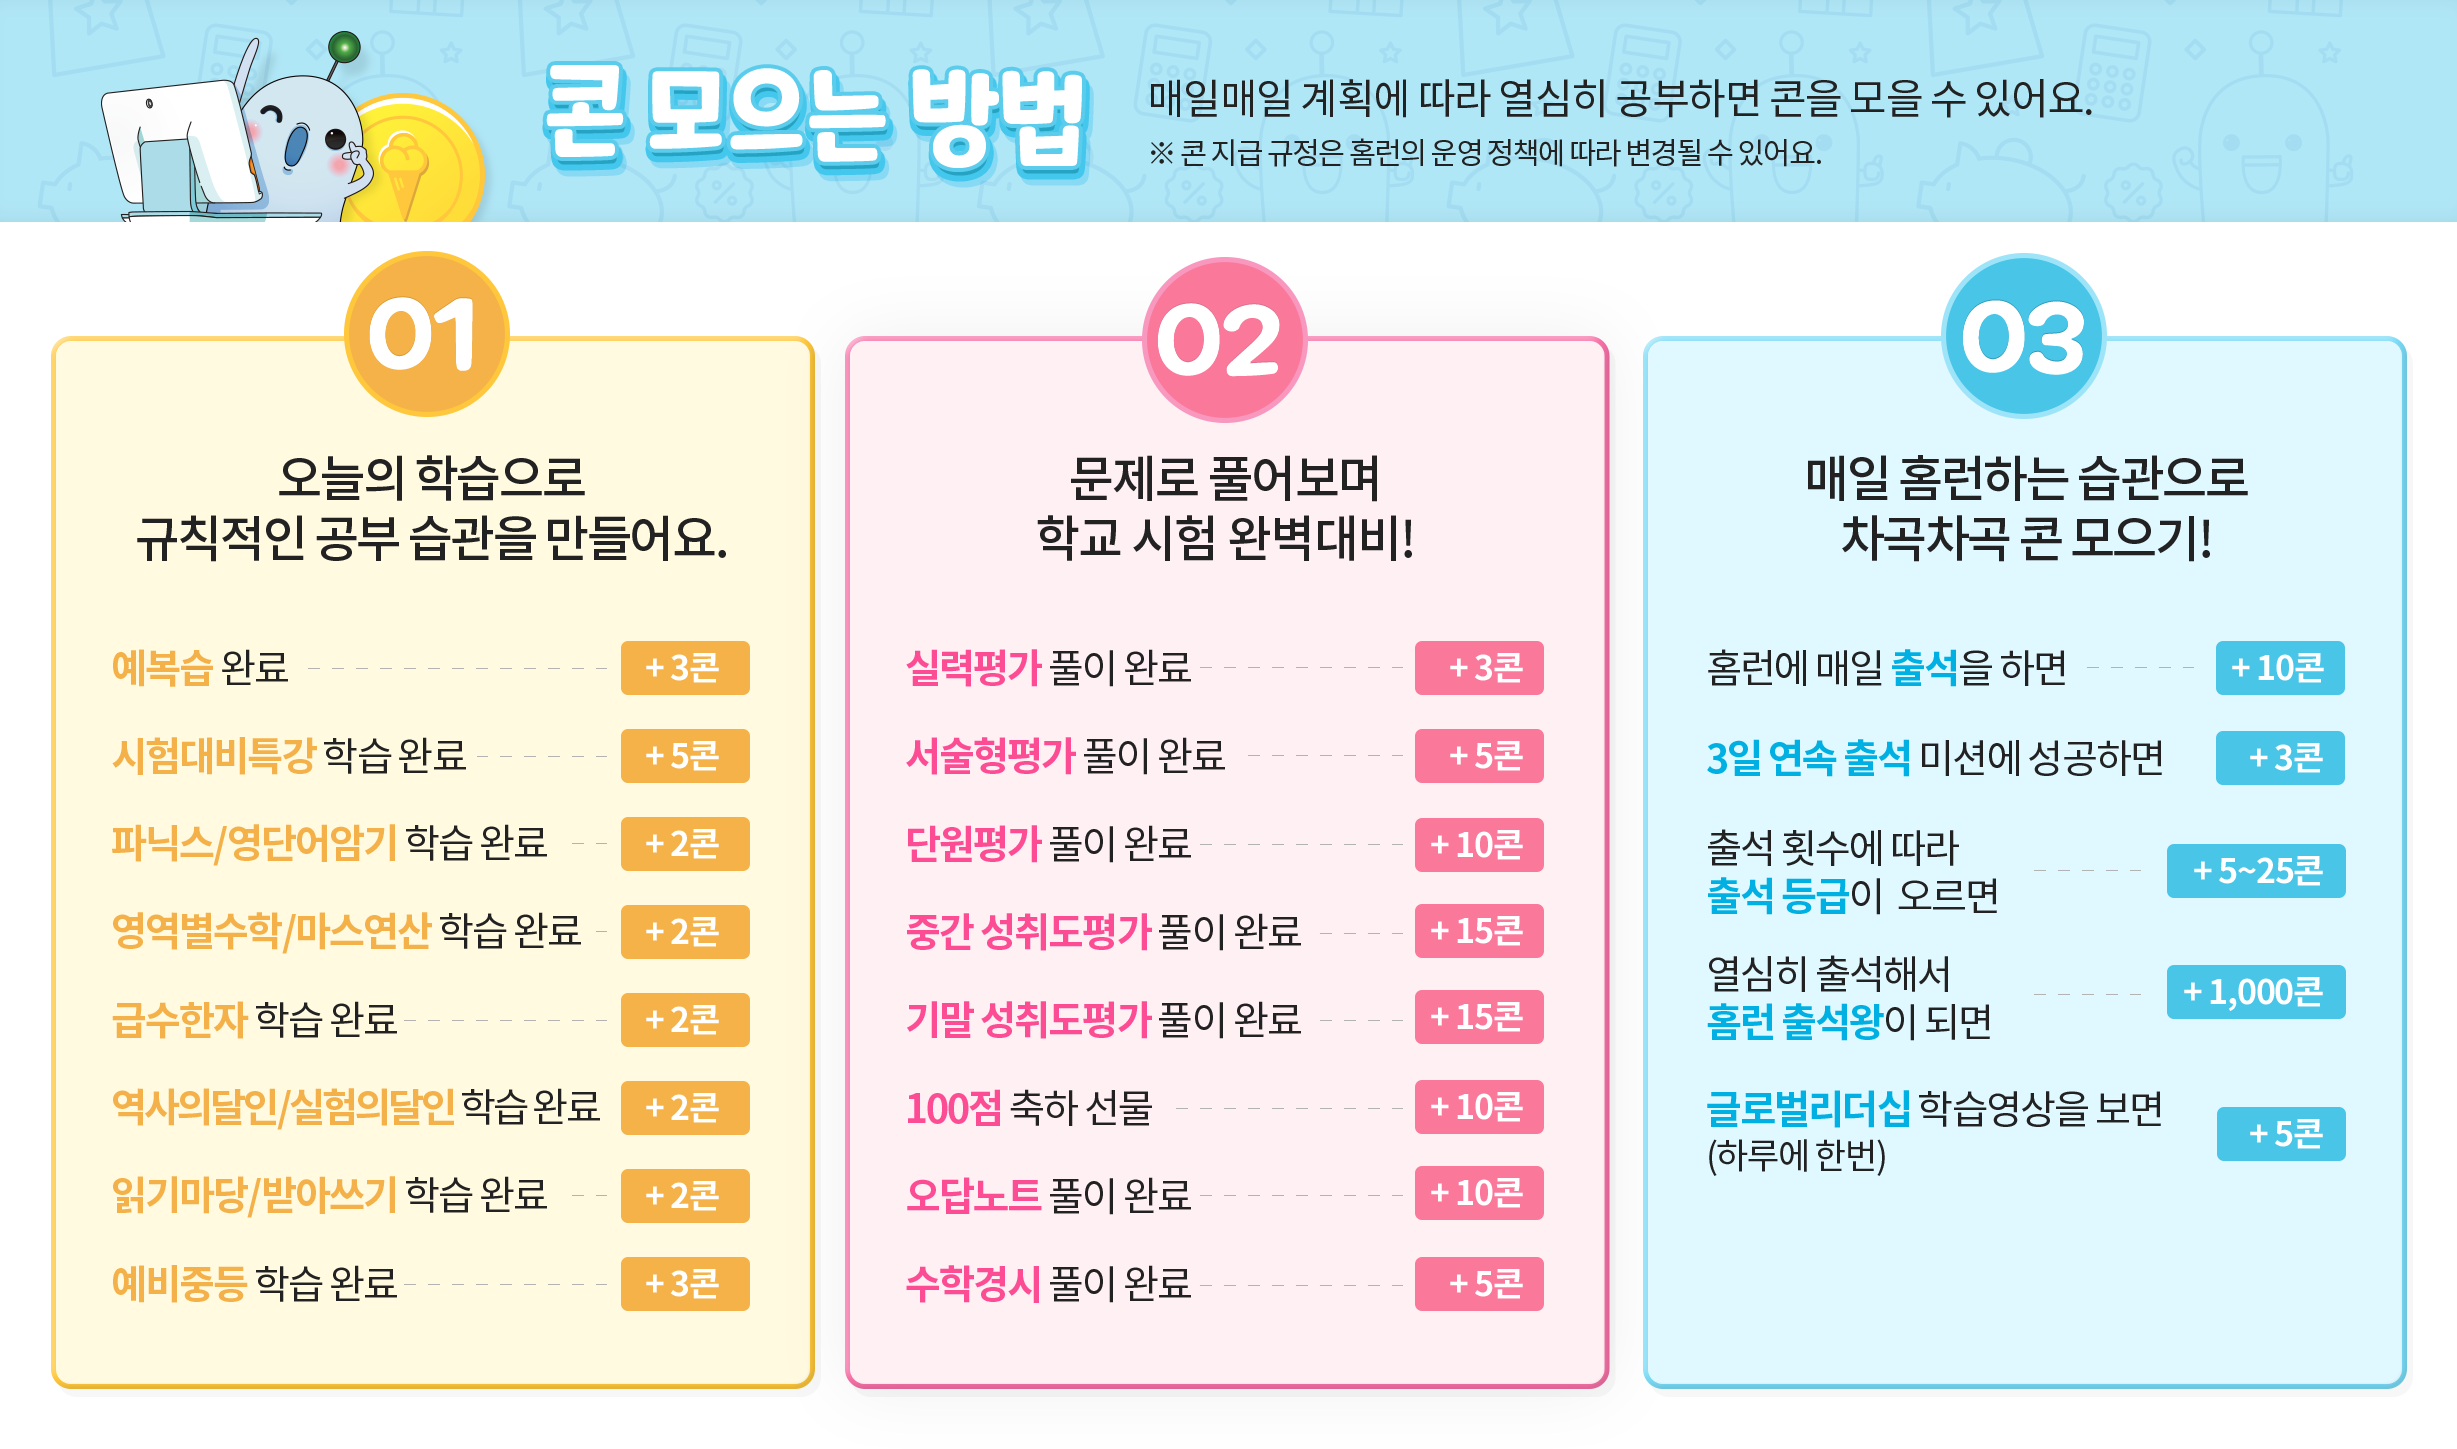 콘 모으는 방법
매일매일 계획에 따라 열심히 공부하면 콘을 모을 수 있어요.
※ 콘 지급 규정은 홈런의 운영 정책에 따라 변경될 수 있어요.
01
오늘의 학습으로
규칙적인 공부 습관을 만들어요.
예복습 완료 + 3콘
시험대비특강 학습 완료 + 5콘
파닉스/영단어암기 학습 완료 + 2콘
영역별수학/마스연산 학습 완료 + 2콘
급수한자 학습 완료 + 2콘
역사의달인/실험의달인 학습 완료 + 2콘
읽기마당/받아쓰기 학습 완료 + 2콘
예비중등 학습 완료 + 3콘
02
문제로 풀어보며
학교 시험 완벽대비!
실력평가 풀이 완료 + 3콘
서술형평가 풀이 완료 + 5콘
단원평가 풀이 완료 + 10콘
중간 성취도평가 풀이 완료 + 15콘
기말 성취도평가 풀이 완료 + 15콘
100점 축하 선물 + 10콘
오답노트 풀이 완료 + 10콘
수학경시 풀이 완료 + 5콘
03
매일 홈런하는 습관으로
차곡차곡 콘 모으기!
홈런에 매일 출석을 하면 + 10콘
3일 연속 출석 미션에 성공하면 + 3콘
출석 횟수에 따라
출석 등급이 오르면 + 5~25콘
열심히 출석해서
홈런 출석왕이 되면 + 1,000콘
글로벌리더십 학습영상을 보면
(하루에 한번) + 5콘